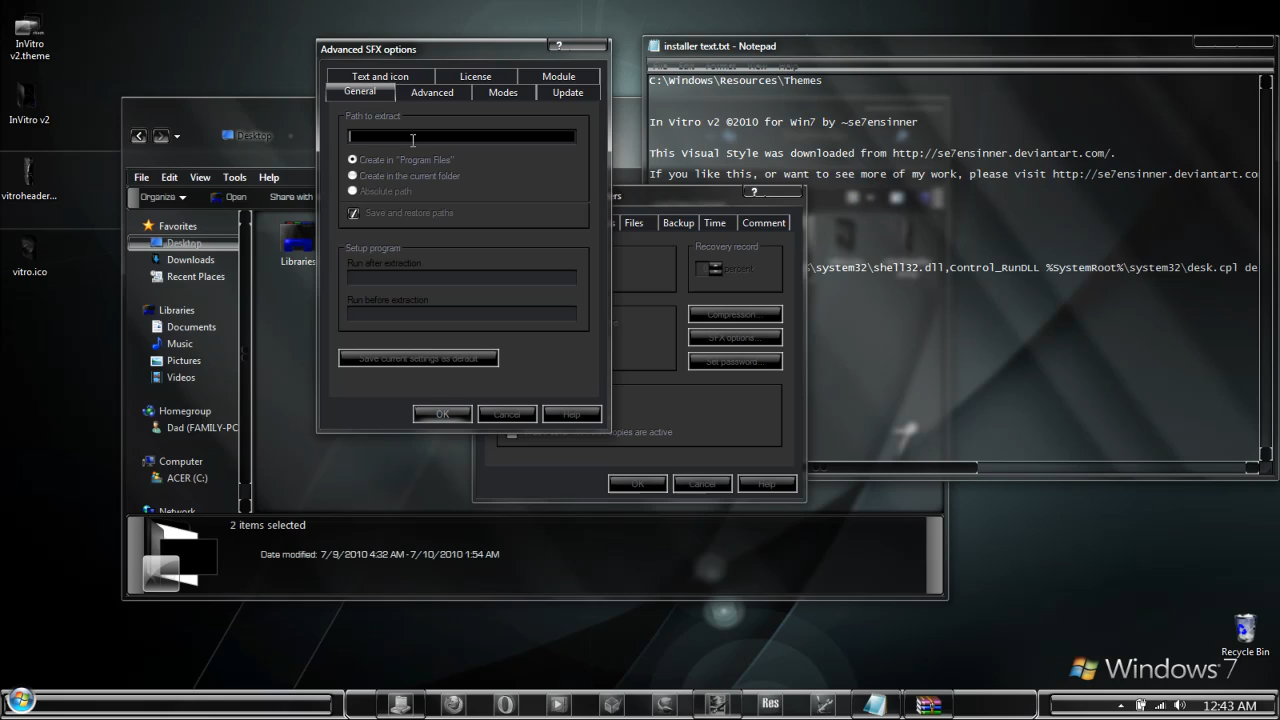 InVitro
v2.theme
InVitro v2
vitroheader...
vitro.ico
Desktop
File Edit View Tools Help
Organize Open Share with
Favorites
Desktop
Downloads
Recent Places
Libraries
Documents
Music
Pictures
Videos
Homegroup
Dad (FAMILY-PC
Computer
ACER (C:)
Network
Libraries
2 items selected
Date modified: 7/9/2010 4:32 AM - 7/10/2010 1:54 AM
Advanced SFX options
?
Text and icon License Module
General Advanced Modes Update
Path to extract
Create in "Program Files"
Create in the current folder
Absolute path
Save and restore paths
Setup program
Run after extraction
Run before extraction
Save current settings as default
OK Cancel Help
?
Files Backup Time Comment
Recovery record
percent
Compression...
SFX options...
Set password...
opies are active
OK Cancel Help
installer text.txt - Notepad
File Edit Format View Help
C:\Windows\Resources\Themes
In Vitro v2 ©2010 for Win7 by ~se7ensinner
This Visual Style was downloaded from http://se7ensinner.deviantart.com/.
If you like this, or want to see more of my work, please visit http://se7ensinner.deviantart.co
\system32\shell32.dll,Control_RunDLL %SystemRoot%\system32\desk.cpl de
Recycle Bin
Windows 7
Res
12:43 AM